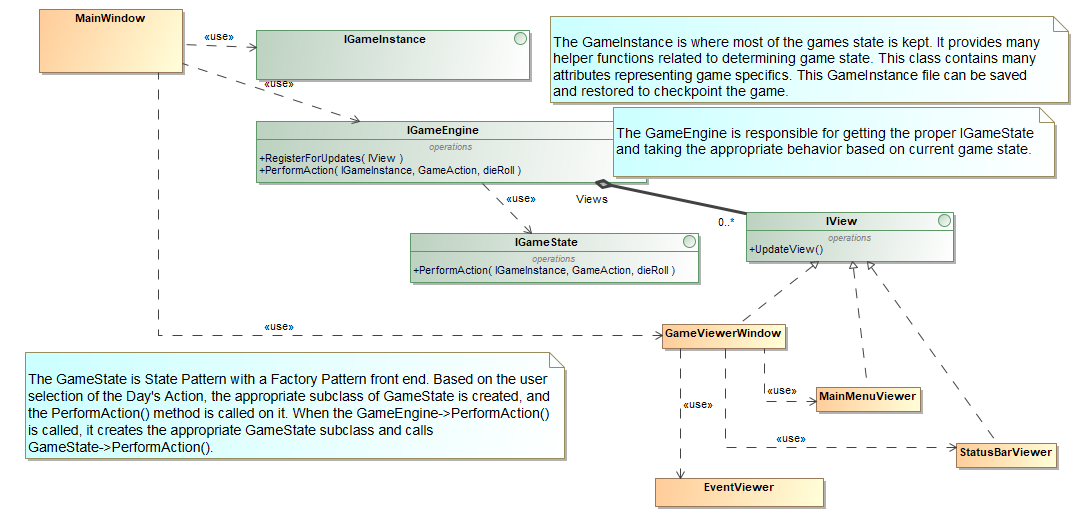 MainWindow
«use»
IGameInstance
The GameInstance is where most of the games state is kept. It provides many
helper functions related to determining game state. This class contains many
attributes representing game specifics. This GameInstance file can be saved
and restored to checkpoint the game.
«use»
IGameEngine
operations
+RegisterForUpdates( IView )
+PerformAction( IGameInstance, GameAction, dieRoll )
The GameEngine is responsible for getting the proper IGameState
and taking the appropriate behavior based on current game state.
«use»
Views
0..*
IView
operations
+UpdateView()
IGameState
operations
+PerformAction( IGameInstance, GameAction, dieRoll )
«use»
GameViewerWindow
The GameState is State Pattern with a Factory Pattern front end. Based on the user
selection of the Day's Action, the appropriate subclass of GameState is created, and
the PerformAction() method is called on it. When the GameEngine->PerformAction()
is called, it creates the appropriate GameState subclass and calls
GameState->PerformAction().
«use»
«use»
MainMenuViewer
«use»
StatusBarViewer
EventViewer